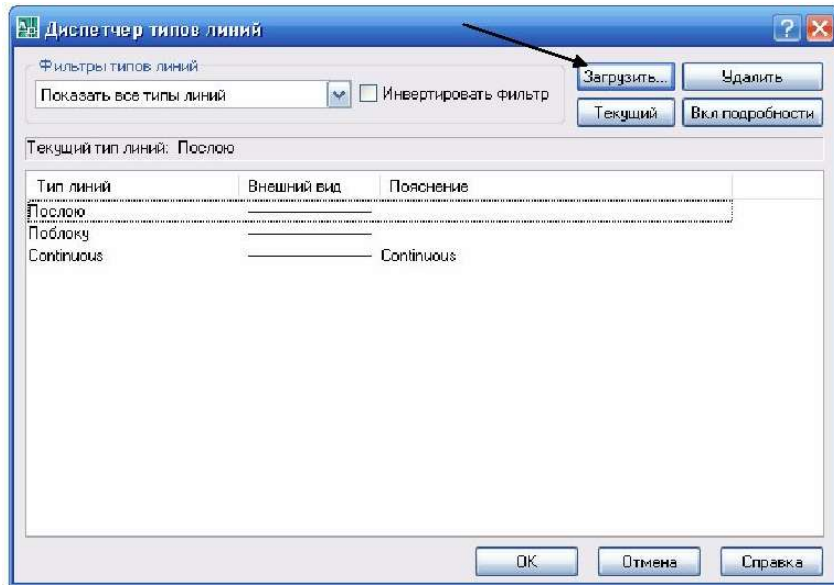 Диспетчер типов линий
Фильтры типов линий
Показать все типы линий
Инвертировать фильтр
Загрузить...
Удалить
Текущий
Вкл подробности
Текущий тип линий: Послою
Тип линий Внешний вид Пояснение
Послою
Поблоку
Continuous Continuous
ОК Отмена Справка